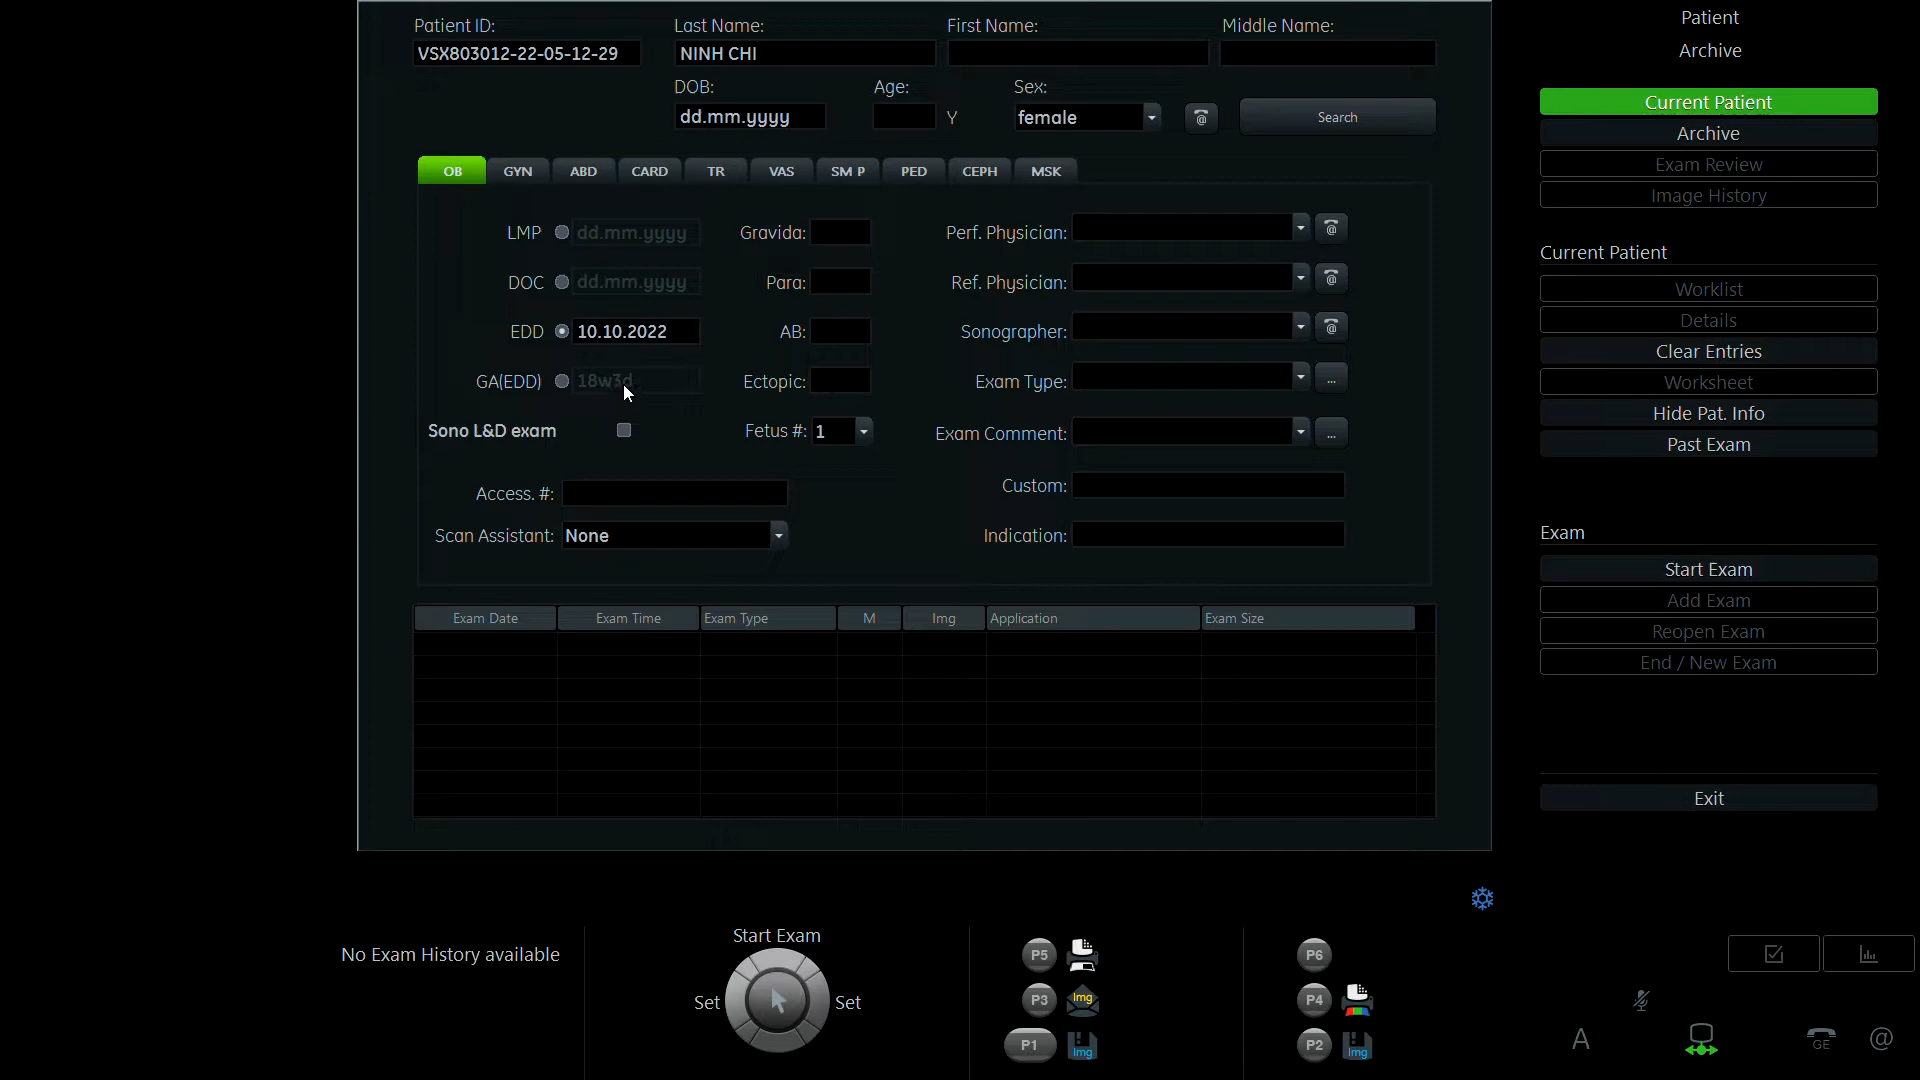 Patient ID: Last Name: First Name: Middle Name:
VSX803012-22-05-12-29 NINH CHI
DOB: Age: Sex:
dd.mm.yyyy Y female Search
OB GYN ABD CARD TR VAS SM P PED CEPH MSK
LMP dd.mm.yyyy Gravida: Perf. Physician:
DOC dd.mm.yyyy Para: Ref. Physician:
EDD 10.10.2022 AB: Sonographer:
GA(EDD) 18w3d Ectopic: Exam Type: ...
Sono L&D exam Fetus #: 1 Exam Comment: ...
Access. #: Custom:
Scan Assistant: None Indication:
Exam Date Exam Time Exam Type M Img Application Exam Size
Patient
Archive
Current Patient
Archive
Exam Review
Image History
Current Patient
Worklist
Details
Clear Entries
Worksheet
Hide Pat. Info
Past Exam
Exam
Start Exam
Add Exam
Reopen Exam
End / New Exam
Exit
No Exam History available
Start Exam
Set Set
P5
P3 Img
P1 Img
P6
P4
P2 Img
A GE @